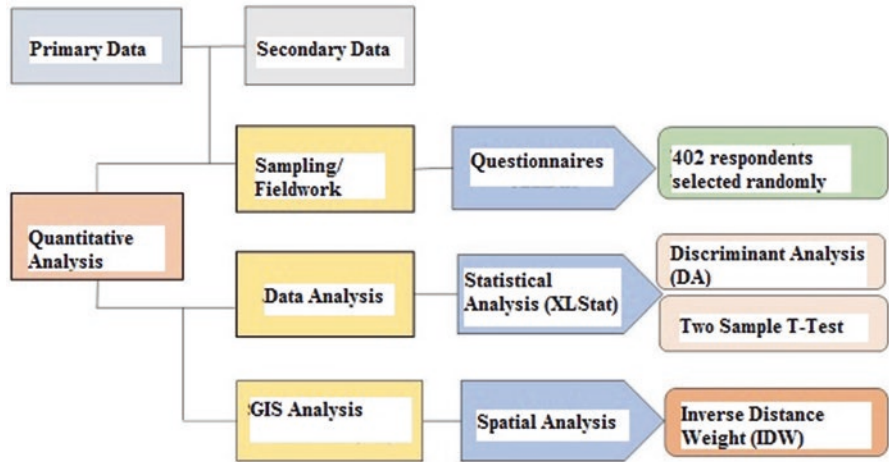 Primary Data
Secondary Data
Sampling/
Fieldwork
Questionnaires
402 respondents
selected randomly
Quantitative
Analysis
Data Analysis
Statistical
Analysis (XLStat)
Discriminant Analysis
(DA)
Two Sample T-Test
GIS Analysis
Spatial Analysis
Inverse Distance
Weight (IDW)